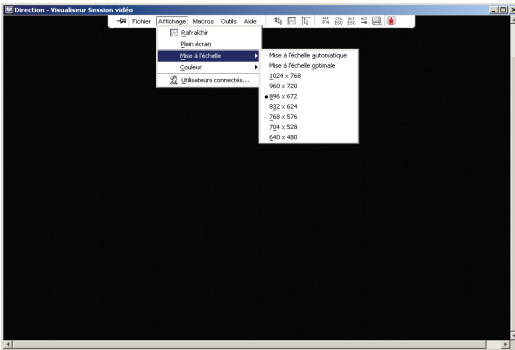 Direction - Visualiseur Session vidéo
Fichier Affichage Macros Outils Aide
Rafraîchir
Plein écran
Mise à l'échelle
Couleur
Utilisateurs connectés...
Mise à l'échelle automatique
Mise à l'échelle optimale
1024 x 768
960 x 720
896 x 672
832 x 624
768 x 576
704 x 528
640 x 480